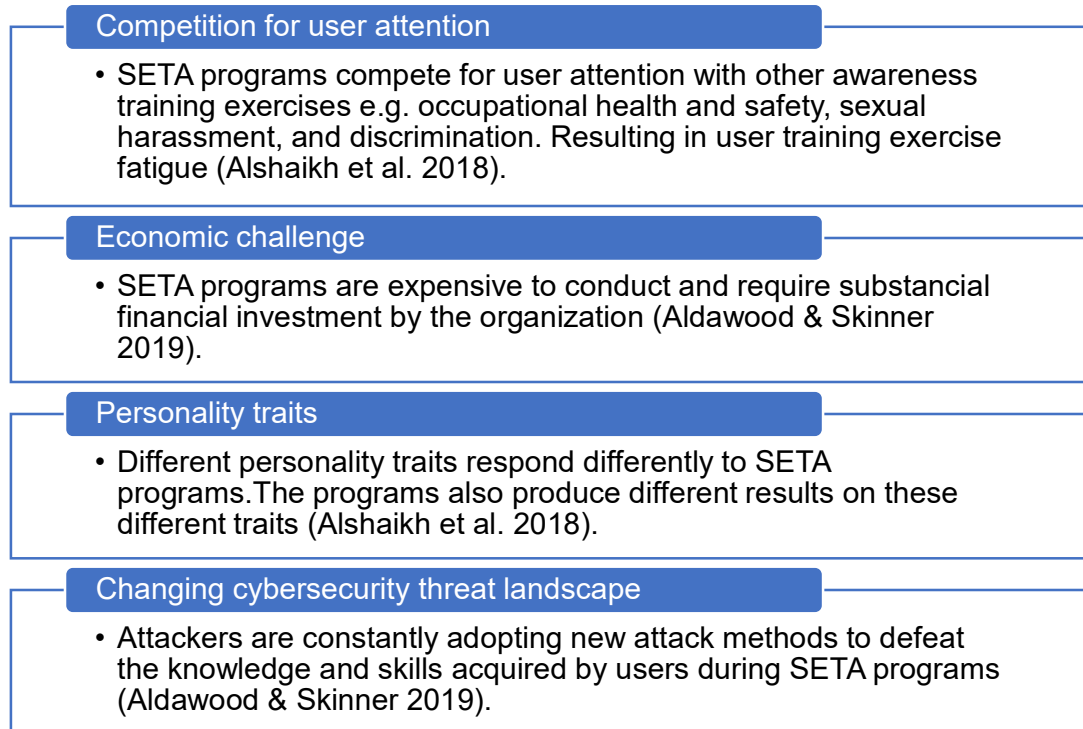 Competition for user attention
• SETA programs compete for user attention with other awareness
training exercises e.g. occupational health and safety, sexual
harassment, and discrimination. Resulting in user training exercise
fatigue (Alshaikh et al. 2018).
Economic challenge
• SETA programs are expensive to conduct and require substancial
financial investment by the organization (Aldawood & Skinner
2019).
Personality traits
• Different personality traits respond differently to SETA
programs.The programs also produce different results on these
different traits (Alshaikh et al. 2018).
Changing cybersecurity threat landscape
• Attackers are constantly adopting new attack methods to defeat
the knowledge and skills acquired by users during SETA programs
(Aldawood & Skinner 2019).